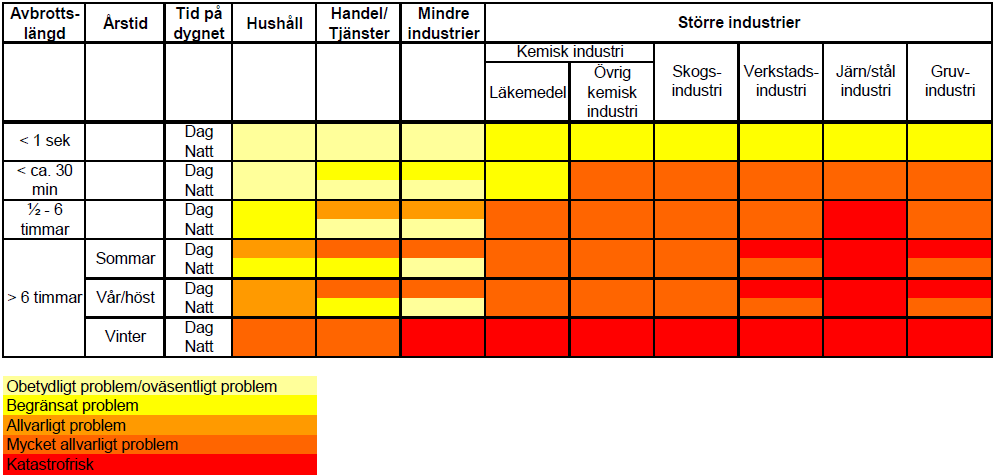 Avbrotts-
längd
Årstid
Tid på
dygnet
Hushåll
Handel/
Tjänster
Mindre
industrier
Större industrier
Kemisk industri
Läkemedel
Övrig
kemisk
industri
Skogs-
industri
Verkstads-
industri
Järn/stål
industri
Gruv-
industri
< 1 sek
Dag
Natt
< ca. 30
min
Dag
Natt
½ - 6
timmar
Dag
Natt
> 6 timmar
Sommar
Dag
Natt
Vår/höst
Dag
Natt
Vinter
Dag
Natt
Obetydligt problem/oväsentligt problem
Begränsat problem
Allvarligt problem
Mycket allvarligt problem
Katastrofrisk